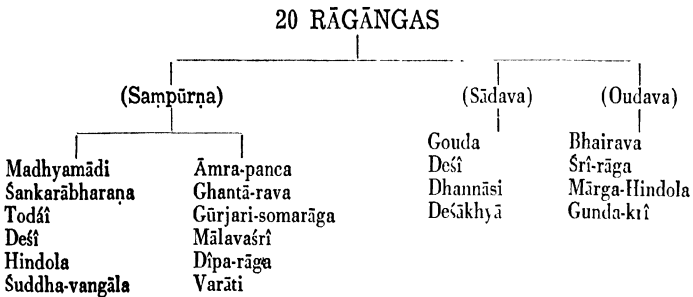 20 RĀGĀNGAS
(Saṃpūrṇa)
(Sādava)
(Oudava)
Madhyamādi
Śankarābharaṇa
Todáî
Deśî
Hindola
Śuddha-vangāla
Āmra-panca
Ghantā-rava
Gūrjari-somarāga
Mālavaśrî
Dîpa-rāga
Varāti
Gouda
Deśî
Dhannāsi
Deśākhyā
Bhairava
Śrî-rāga
Mārga-Hindola
Gunda-krî